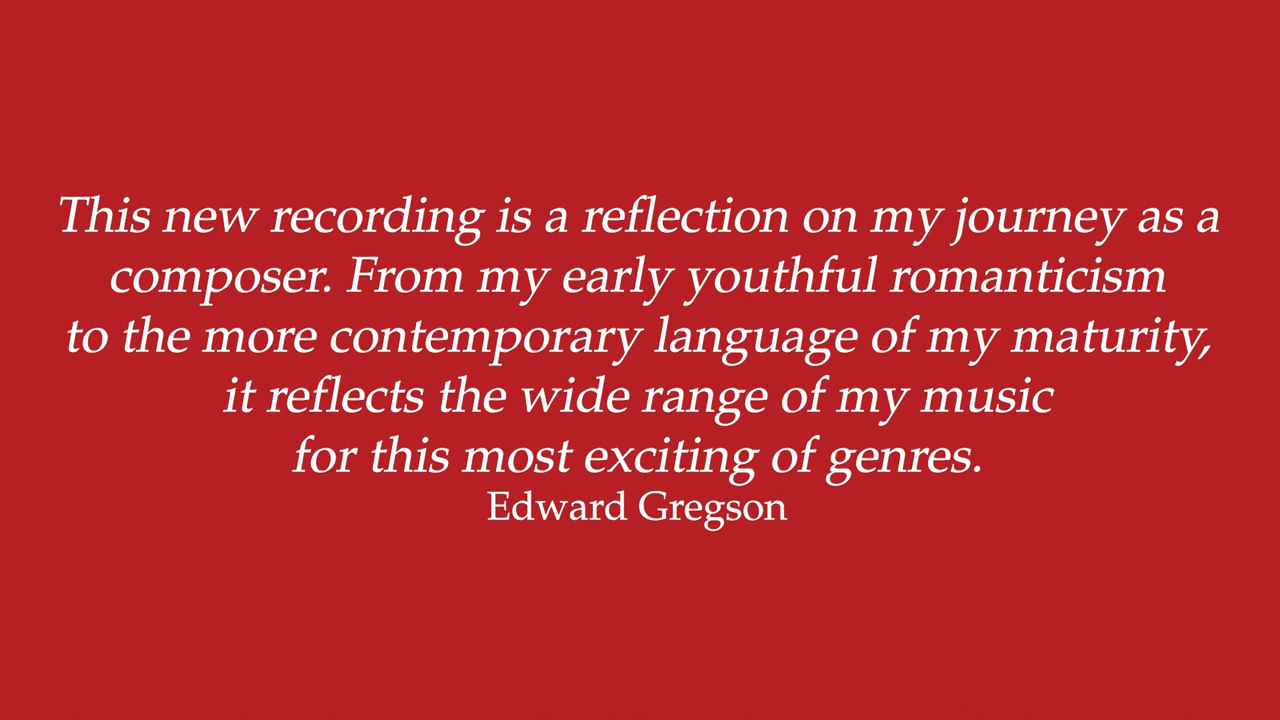 This new recording is a reflection on my journey as a
composer. From my early youthful romanticism
to the more contemporary language of my maturity,
it reflects the wide range of my music
for this most exciting of genres.
Edward Gregson